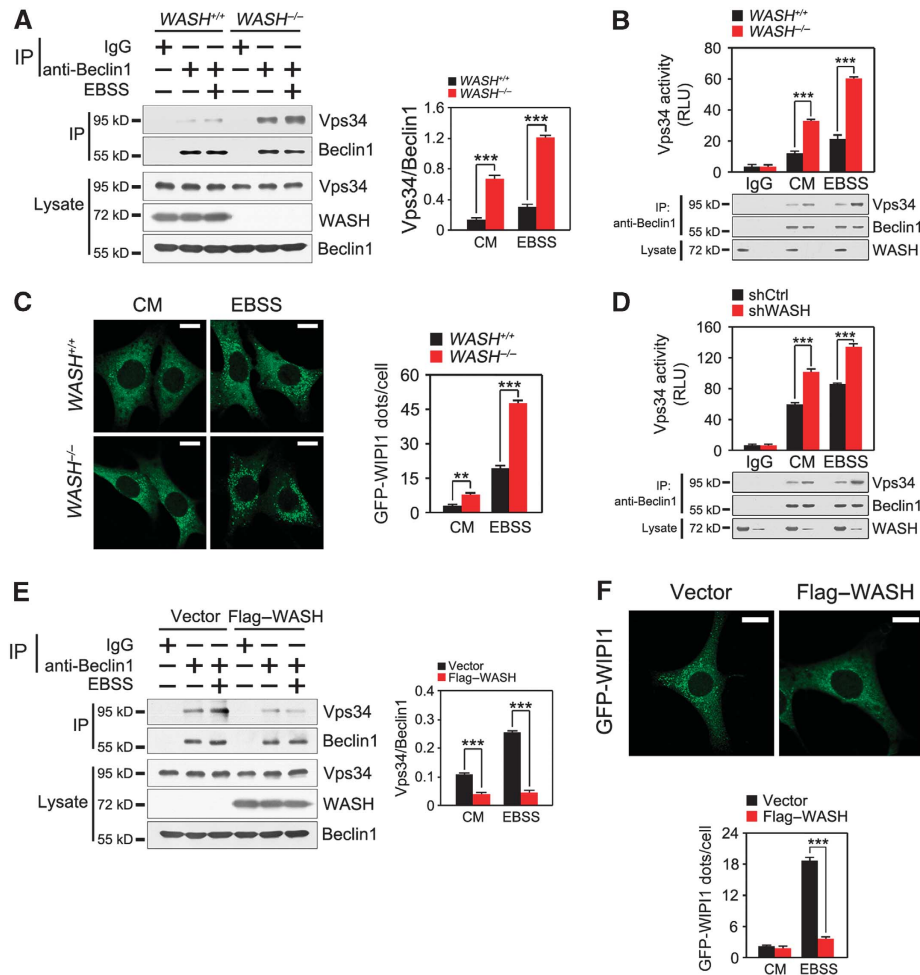 A
WASH+/+ WASH−/−
IP
IgG + − − + − −
anti-Beclin1 − + + − + +
EBSS − − + − − +
IP
95 kD Vps34
55 kD Beclin1
Lysate
95 kD Vps34
72 kD WASH
55 kD Beclin1
WASH+/+
WASH−/−
Vps34/Beclin1
1.6
1.2
0.8
0.4
0
***
***
CM EBSS
B
WASH+/+
WASH−/−
Vps34 activity
(RLU)
80
60
40
20
0
***
***
IgG CM EBSS
IP:
anti-Beclin1
95 kD Vps34
55 kD Beclin1
Lysate 72 kD WASH
C
CM EBSS
WASH+/+
WASH−/−
WASH+/+
WASH−/−
GFP-WIPI1 dots/cell
60
45
30
15
0
**
***
CM EBSS
D
shCtrl
shWASH
Vps34 activity
(RLU)
160
120
80
40
0
***
***
IgG CM EBSS
IP:
anti-Beclin1
95 kD Vps34
55 kD Beclin1
Lysate 72 kD WASH
E
Vector Flag–WASH
IP
IgG + − − + − −
anti-Beclin1 − + + − + +
EBSS − − + − − +
IP
95 kD Vps34
55 kD Beclin1
Lysate
95 kD Vps34
72 kD WASH
55 kD Beclin1
Vector
Flag–WASH
Vps34/Beclin1
0.4
0.3
0.2
0.1
0
***
***
CM EBSS
F
Vector Flag–WASH
GFP-WIPI1
Vector
Flag–WASH
GFP-WIPI1 dots/cell
24
18
12
6
0
***
CM EBSS